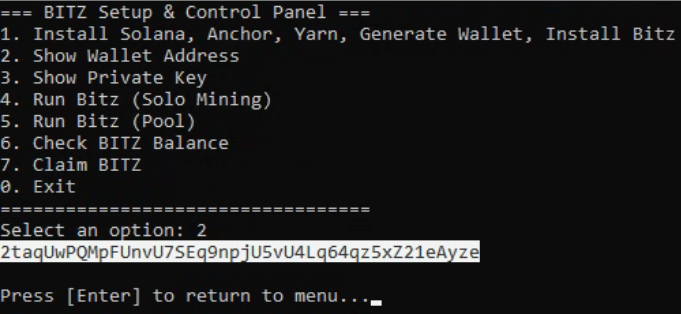 === BITZ Setup & Control Panel ===
1. Install Solana, Anchor, Yarn, Generate Wallet, Install Bitz
2. Show Wallet Address
3. Show Private Key
4. Run Bitz (Solo Mining)
5. Run Bitz (Pool)
6. Check BITZ Balance
7. Claim BITZ
0. Exit
==================================
Select an option: 2
2taqUwPQMpFUnvU7SEq9npjU5vU4Lq64qz5xZ21eAyze
Press [Enter] to return to menu...